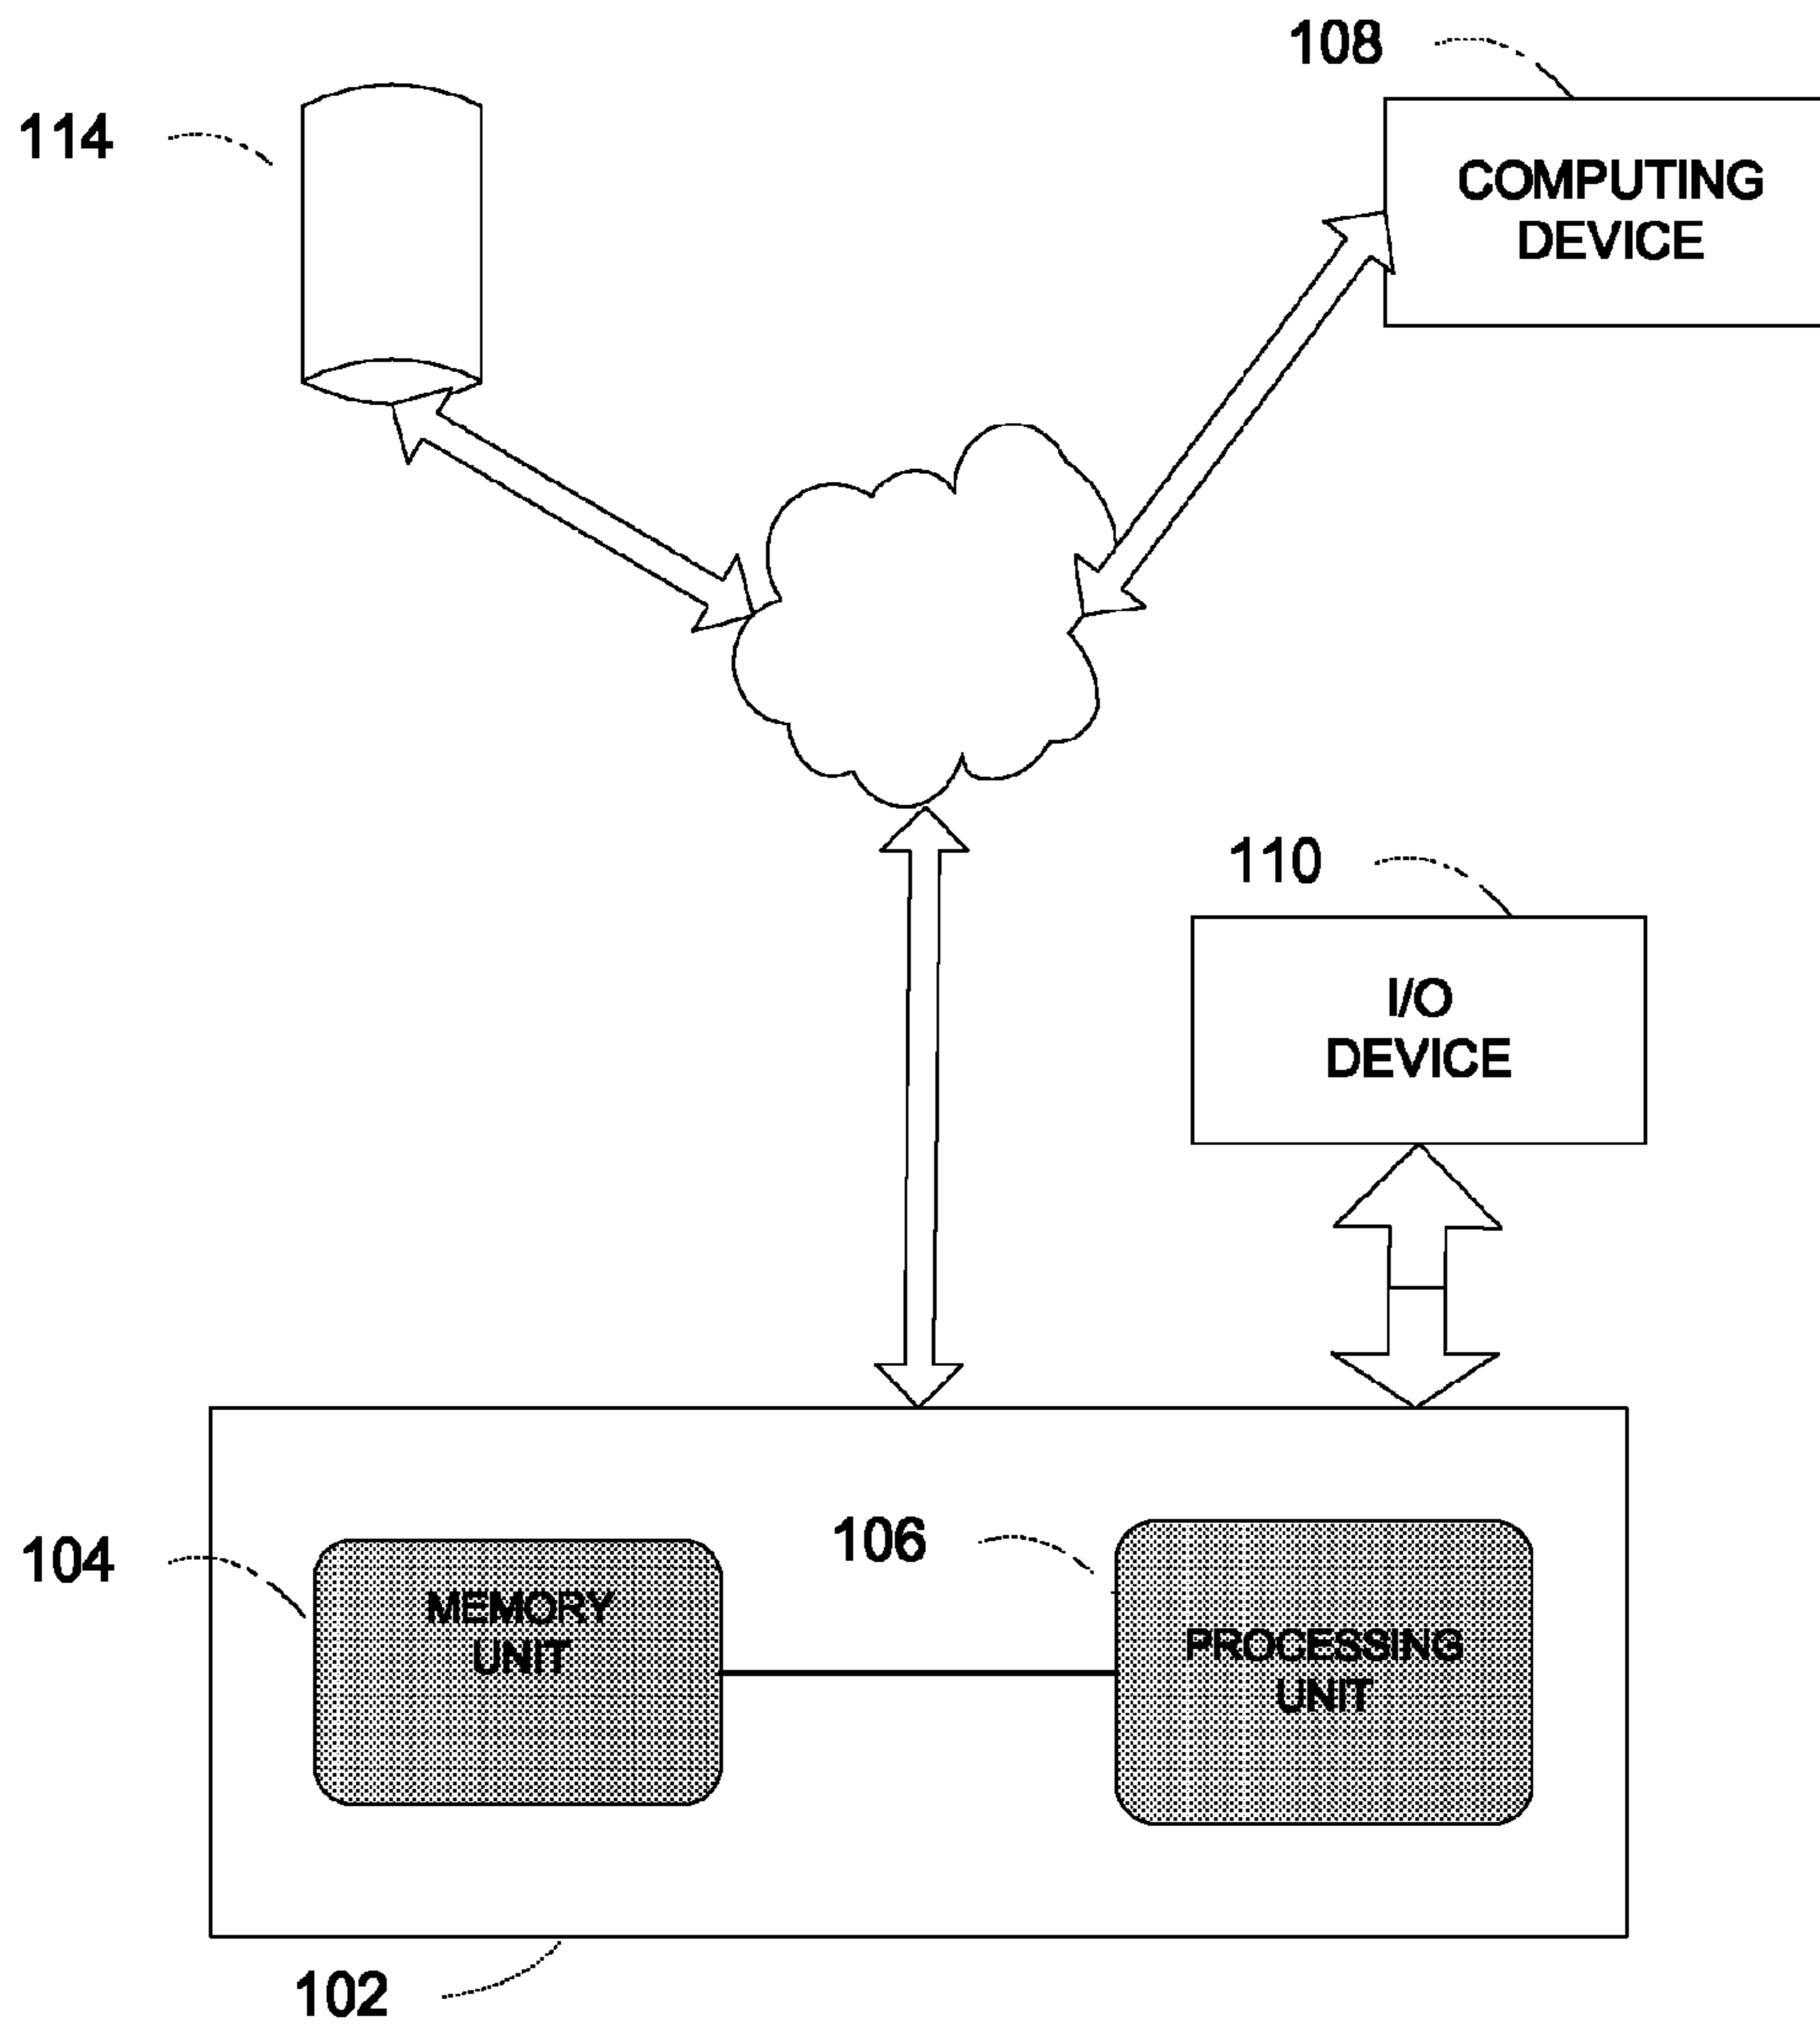 108
114
COMPUTING
DEVICE
110
I/O
DEVICE
104
106
MEMORY
UNIT
PROCESSING
UNIT
102